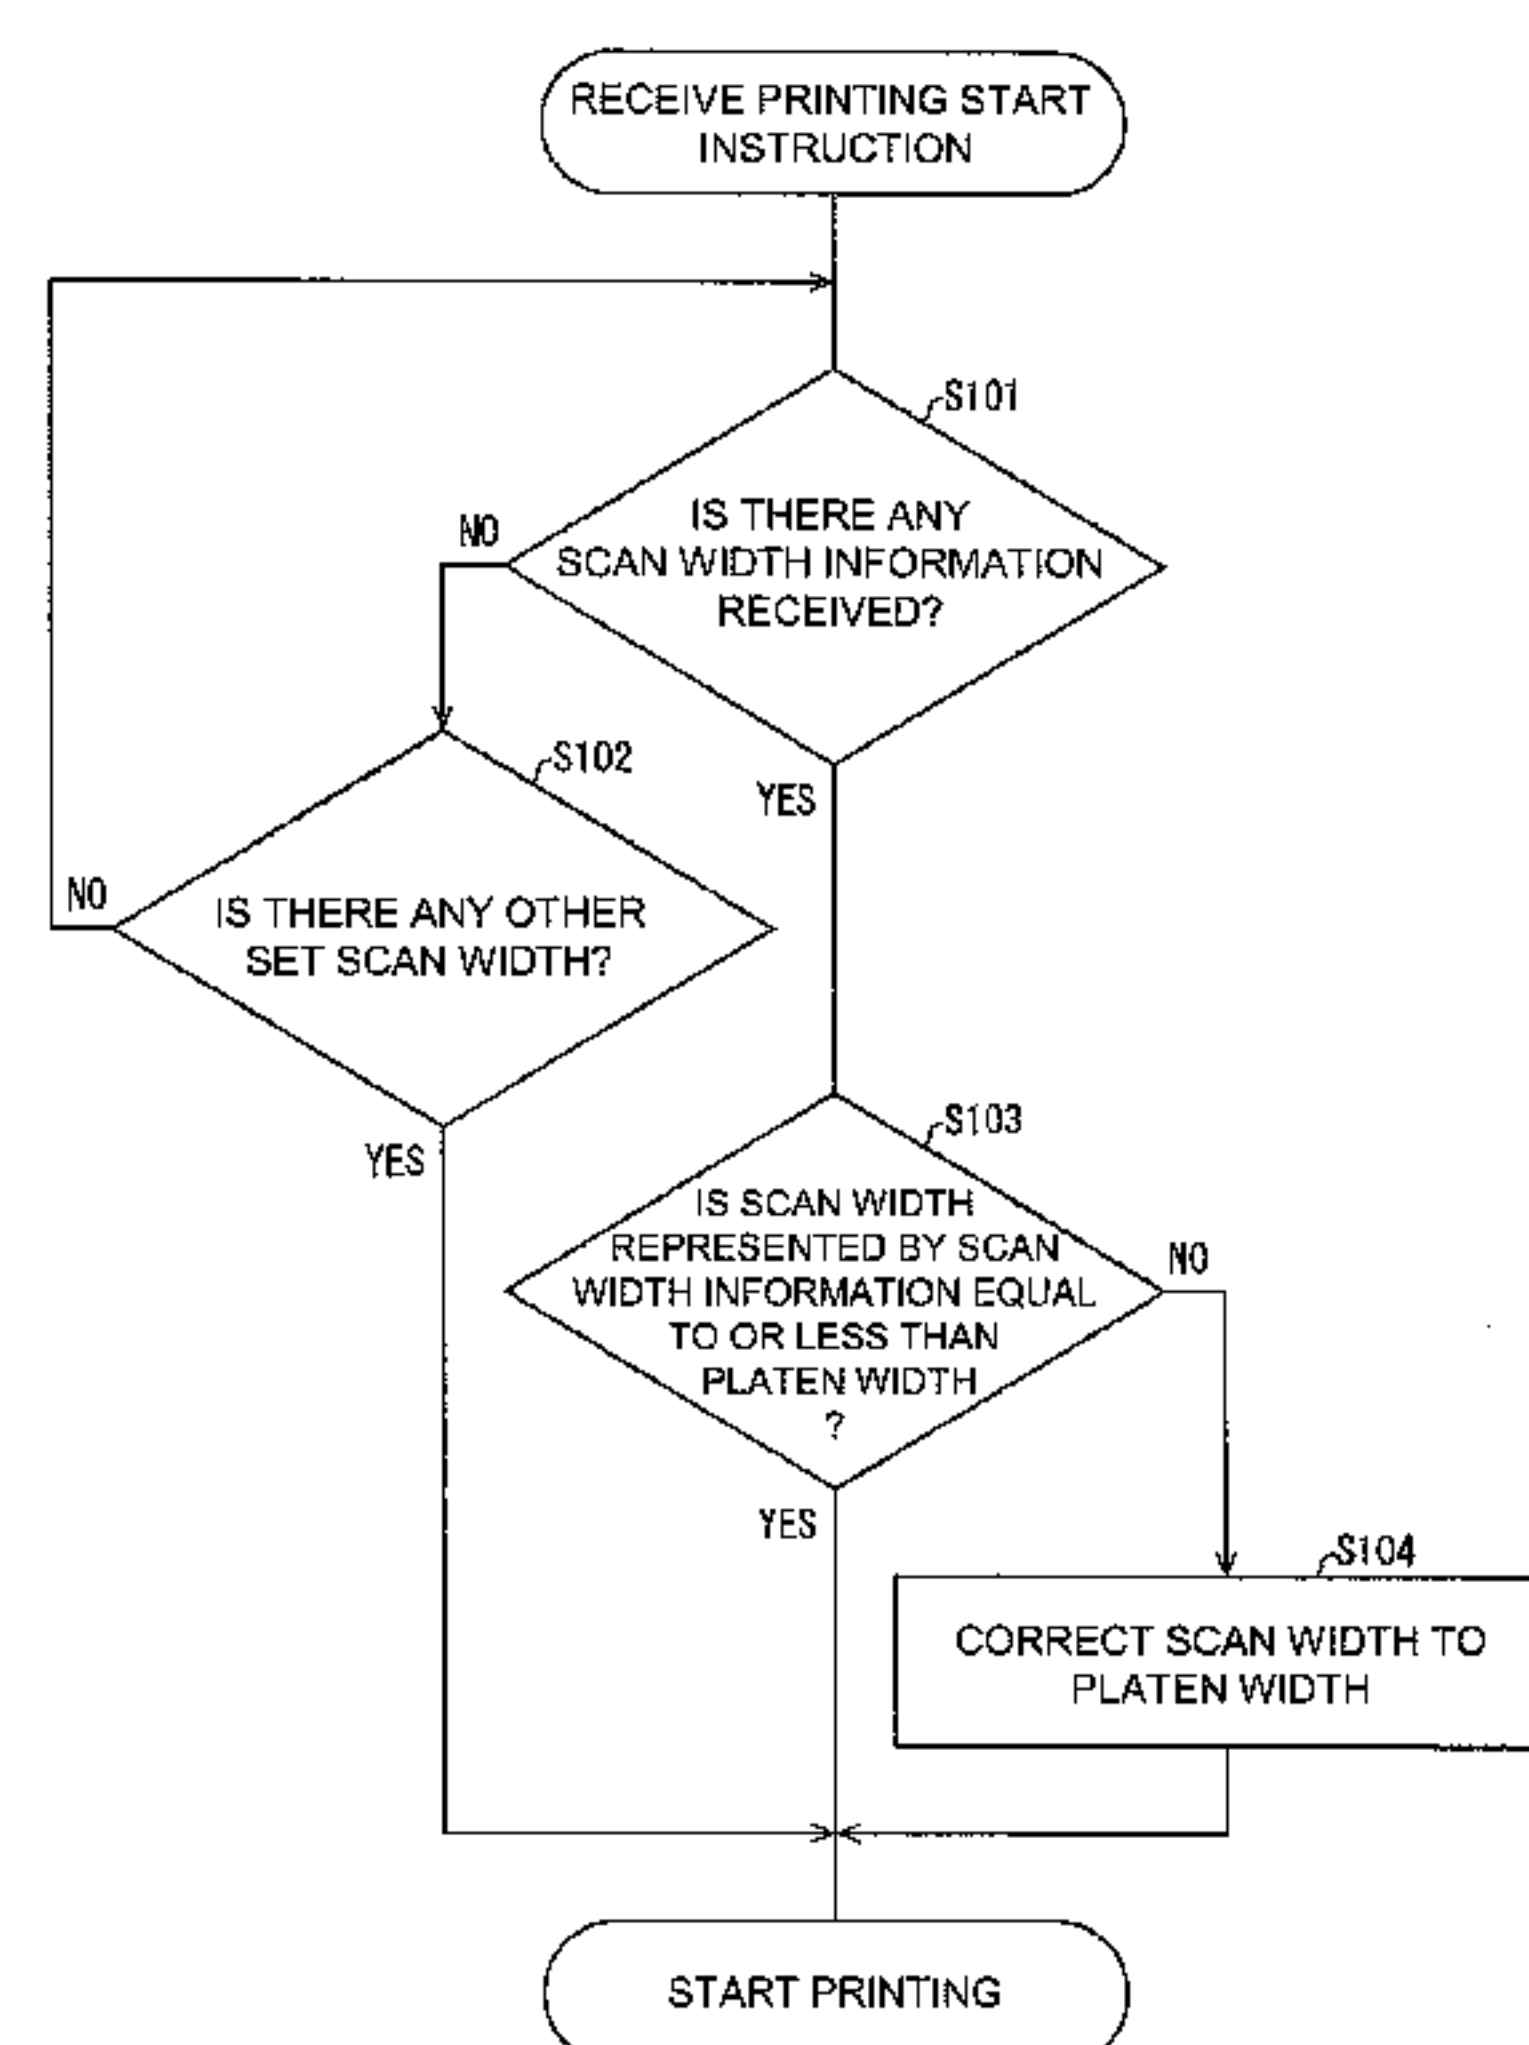 RECEIVE PRINTING START
INSTRUCTION
S101
IS THERE ANY
SCAN WIDTH INFORMATION
RECEIVED?
NO
YES
S102
IS THERE ANY OTHER
SET SCAN WIDTH?
NO
YES
S103
IS SCAN WIDTH
REPRESENTED BY SCAN
WIDTH INFORMATION EQUAL
TO OR LESS THAN
PLATEN WIDTH
?
NO
YES
S104
CORRECT SCAN WIDTH TO
PLATEN WIDTH
START PRINTING